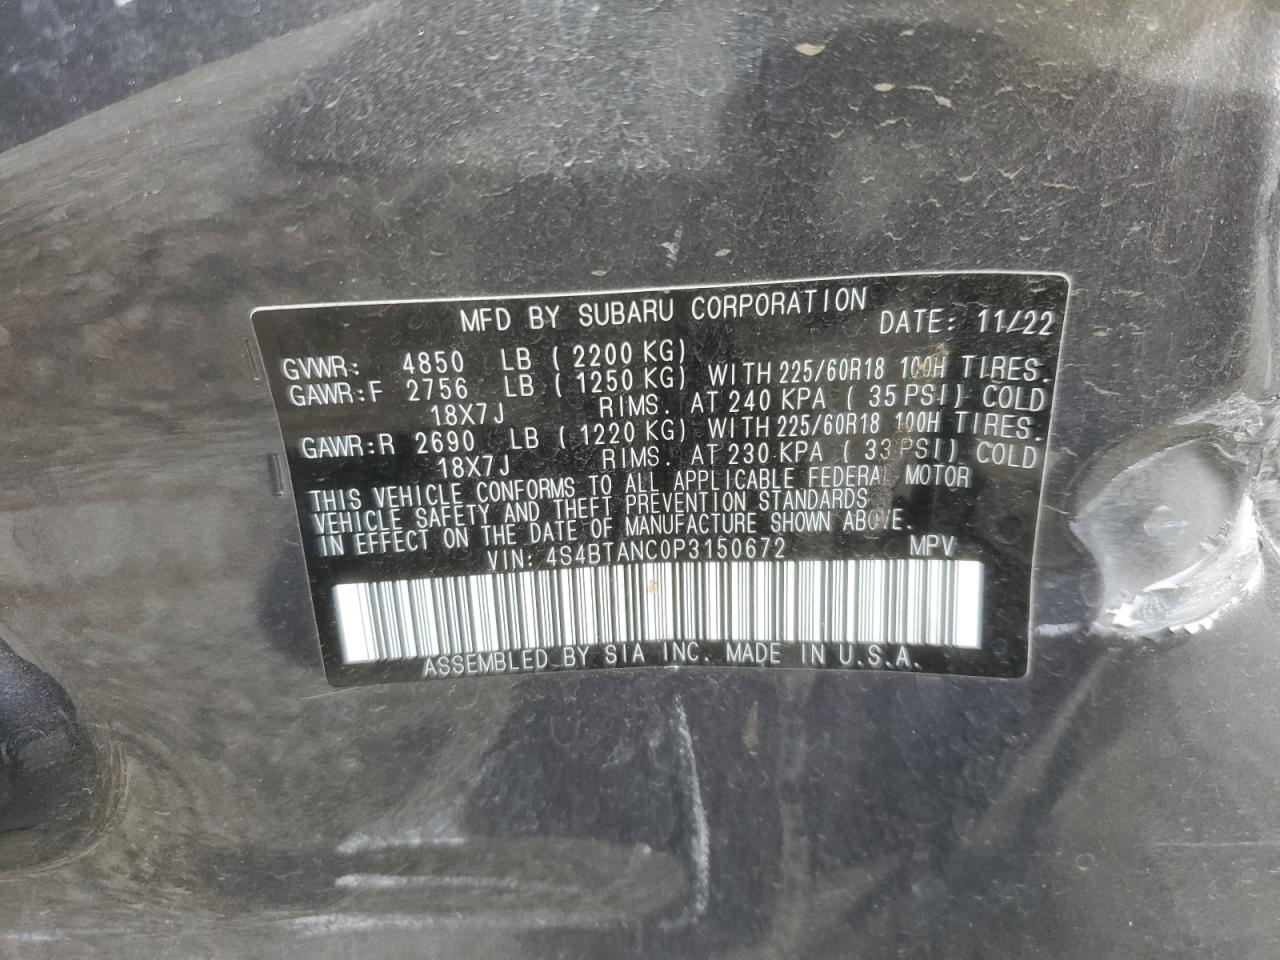 MFD BY SUBARU CORPORATION DATE: 11/22
GVWR: 4850 LB ( 2200 KG)
GAWR:F 2756 LB ( 1250 KG) WITH 225/60R18 100H TIRES.
18X7J RIMS. AT 240 KPA ( 35 PSI) COLD
GAWR:R 2690 LB ( 1220 KG) WITH 225/60R18 100H TIRES.
18X7J RIMS. AT 230 KPA ( 33 PSI) COLD
THIS VEHICLE CONFORMS TO ALL APPLICABLE FEDERAL MOTOR
VEHICLE SAFETY AND THEFT PREVENTION STANDARDS
IN EFFECT ON THE DATE OF MANUFACTURE SHOWN ABOVE.
VIN: 4S4BTANC0P3150672 MPV
ASSEMBLED BY SIA INC. MADE IN U.S.A.